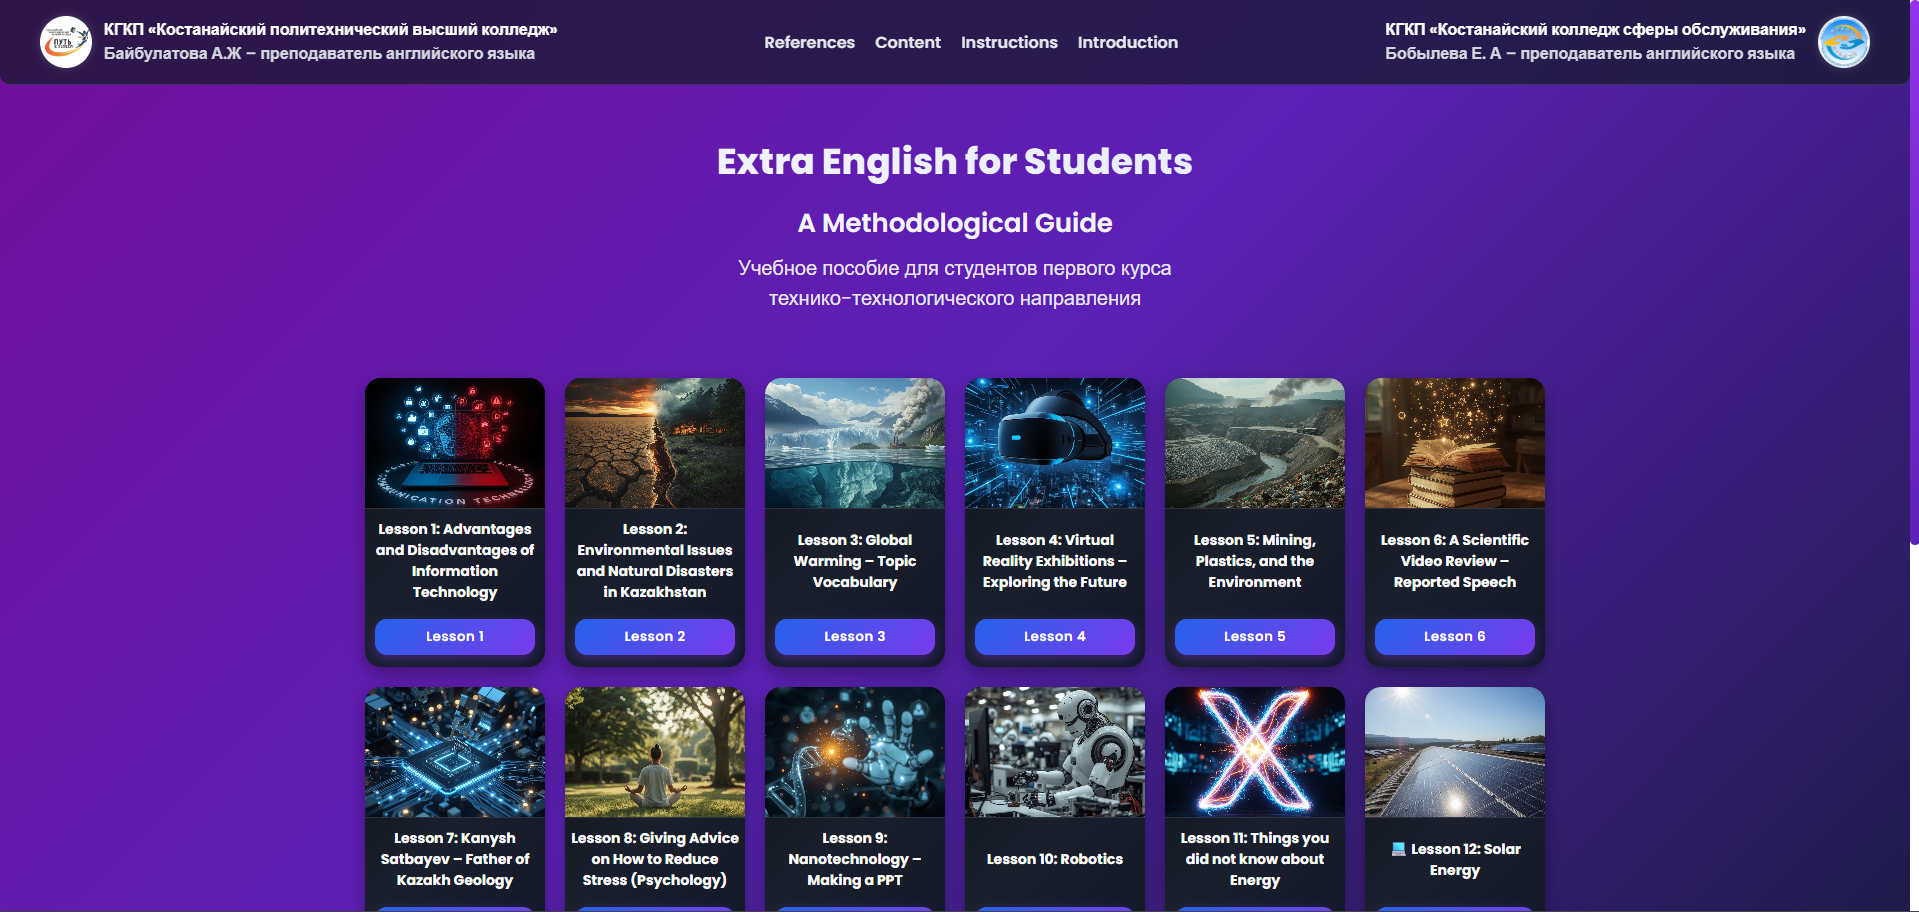 КГКП «Костанайский политехнический высший колледж»
Байбулатова А.Ж – преподаватель английского языка
References
Content
Instructions
Introduction
КГКП «Костанайский колледж сферы обслуживания»
Бобылева Е. А – преподаватель английского языка
ПУТЬ
Extra English for Students
A Methodological Guide
Учебное пособие для студентов первого курса
технико-технологического направления
Lesson 1: Advantages
and Disadvantages of
Information
Technology
Lesson 1
Lesson 2:
Environmental Issues
and Natural Disasters
in Kazakhstan
Lesson 2
Lesson 3: Global
Warming – Topic
Vocabulary
Lesson 3
Lesson 4: Virtual
Reality Exhibitions –
Exploring the Future
Lesson 4
Lesson 5: Mining,
Plastics, and the
Environment
Lesson 5
Lesson 6: A Scientific
Video Review –
Reported Speech
Lesson 6
Lesson 7: Kanysh
Satbayev – Father of
Kazakh Geology
Lesson 8: Giving Advice
on How to Reduce
Stress (Psychology)
Lesson 9:
Nanotechnology –
Making a PPT
Lesson 10: Robotics
Lesson 11: Things you
did not know about
Energy
💻 Lesson 12: Solar
Energy